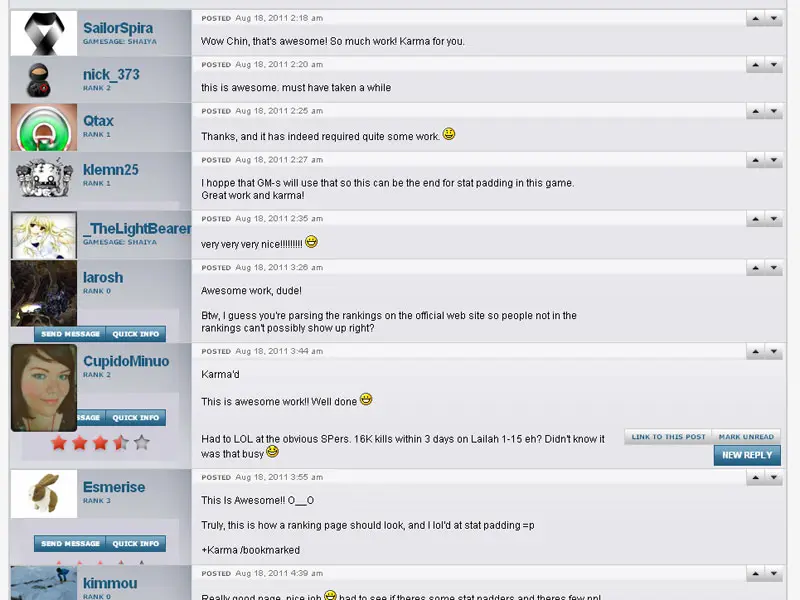 SailorSpira
GAMESAGE: SHAIYA
POSTED Aug 18, 2011 2:18 am
Wow Chin, that's awesome! So much work! Karma for you.
nick_373
RANK 2
POSTED Aug 18, 2011 2:20 am
this is awesome. must have taken a while
Qtax
RANK 1
POSTED Aug 18, 2011 2:25 am
Thanks, and it has indeed required quite some work.
klemn25
RANK 1
POSTED Aug 18, 2011 2:27 am
I hoppe that GM-s will use that so this can be the end for stat padding in this game.
Great work and karma!
_TheLightBearer
GAMESAGE: SHAIYA
POSTED Aug 18, 2011 2:35 am
very very very nice!!!!!!!!!
larosh
RANK 0
SEND MESSAGE QUICK INFO
POSTED Aug 18, 2011 3:26 am
Awesome work, dude!
Btw, I guess you're parsing the rankings on the official web site so people not in the
rankings can't possibly show up right?
CupidoMinuo
RANK 2
SSAGE QUICK INFO
POSTED Aug 18, 2011 3:44 am
Karma'd
This is awesome work!! Well done
Had to LOL at the obvious SPers. 16K kills within 3 days on Lailah 1-15 eh? Didn't know it
was that busy
LINK TO THIS POST MARK UNREAD
NEW REPLY
Esmerise
RANK 3
SEND MESSAGE QUICK INFO
POSTED Aug 18, 2011 3:55 am
This Is Awesome!! O__O
Truly, this is how a ranking page should look, and I lol'd at stat padding =p
+Karma /bookmarked
kimmou
RANK 0
POSTED Aug 18, 2011 4:39 am
Really good page, nice job had to see if theres some stat padders and theres few nnl